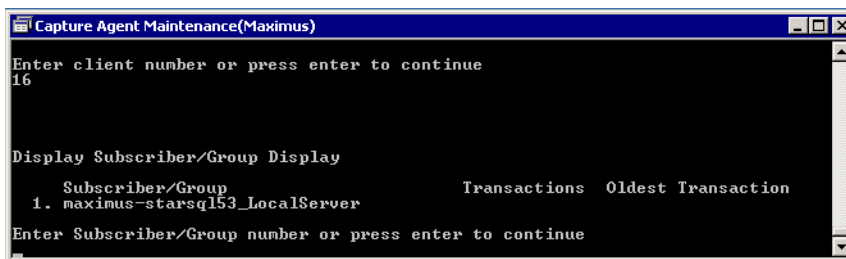 Capture Agent Maintenance(Maximus)
Enter client number or press enter to continue
16
Display Subscriber/Group Display
Subscriber/Group Transactions Oldest Transaction
1. maximus-starsql53_LocalServer
Enter Subscriber/Group number or press enter to continue